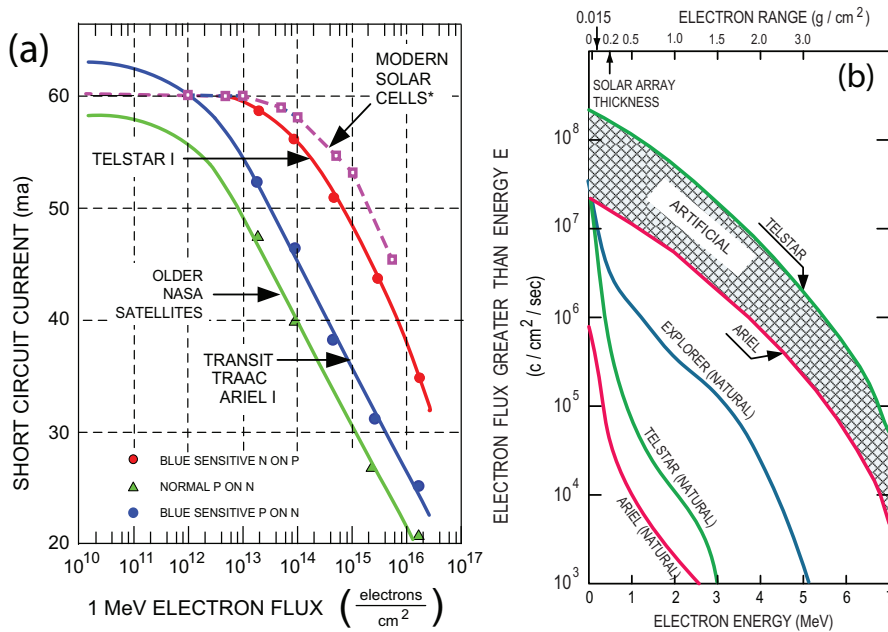 (a)
SHORT CIRCUIT CURRENT (ma)
60
50
40
30
20
MODERN
SOLAR
CELLS*
TELSTAR I
OLDER
NASA
SATELLITES
TRANSIT
TRAAC
ARIEL I
BLUE SENSITIVE N ON P
NORMAL P ON N
BLUE SENSITIVE P ON N
10^10 10^11 10^12 10^13 10^14 10^15 10^16 10^17
1 MeV ELECTRON FLUX (electrons/cm^2)
ELECTRON RANGE (g / cm^2)
0.015
0 0.2 0.5 1.0 1.5 2.0 3.0
SOLAR ARRAY
THICKNESS
(b)
ELECTRON FLUX GREATER THAN ENERGY E
(c / cm^2 / sec)
10^8
10^7
10^6
10^5
10^4
10^3
ARTIFICIAL
TELSTAR
ARIEL
EXPLORER (NATURAL)
TELSTAR (NATURAL)
ARIEL (NATURAL)
0 1 2 3 4 5 6 7
ELECTRON ENERGY (MeV)